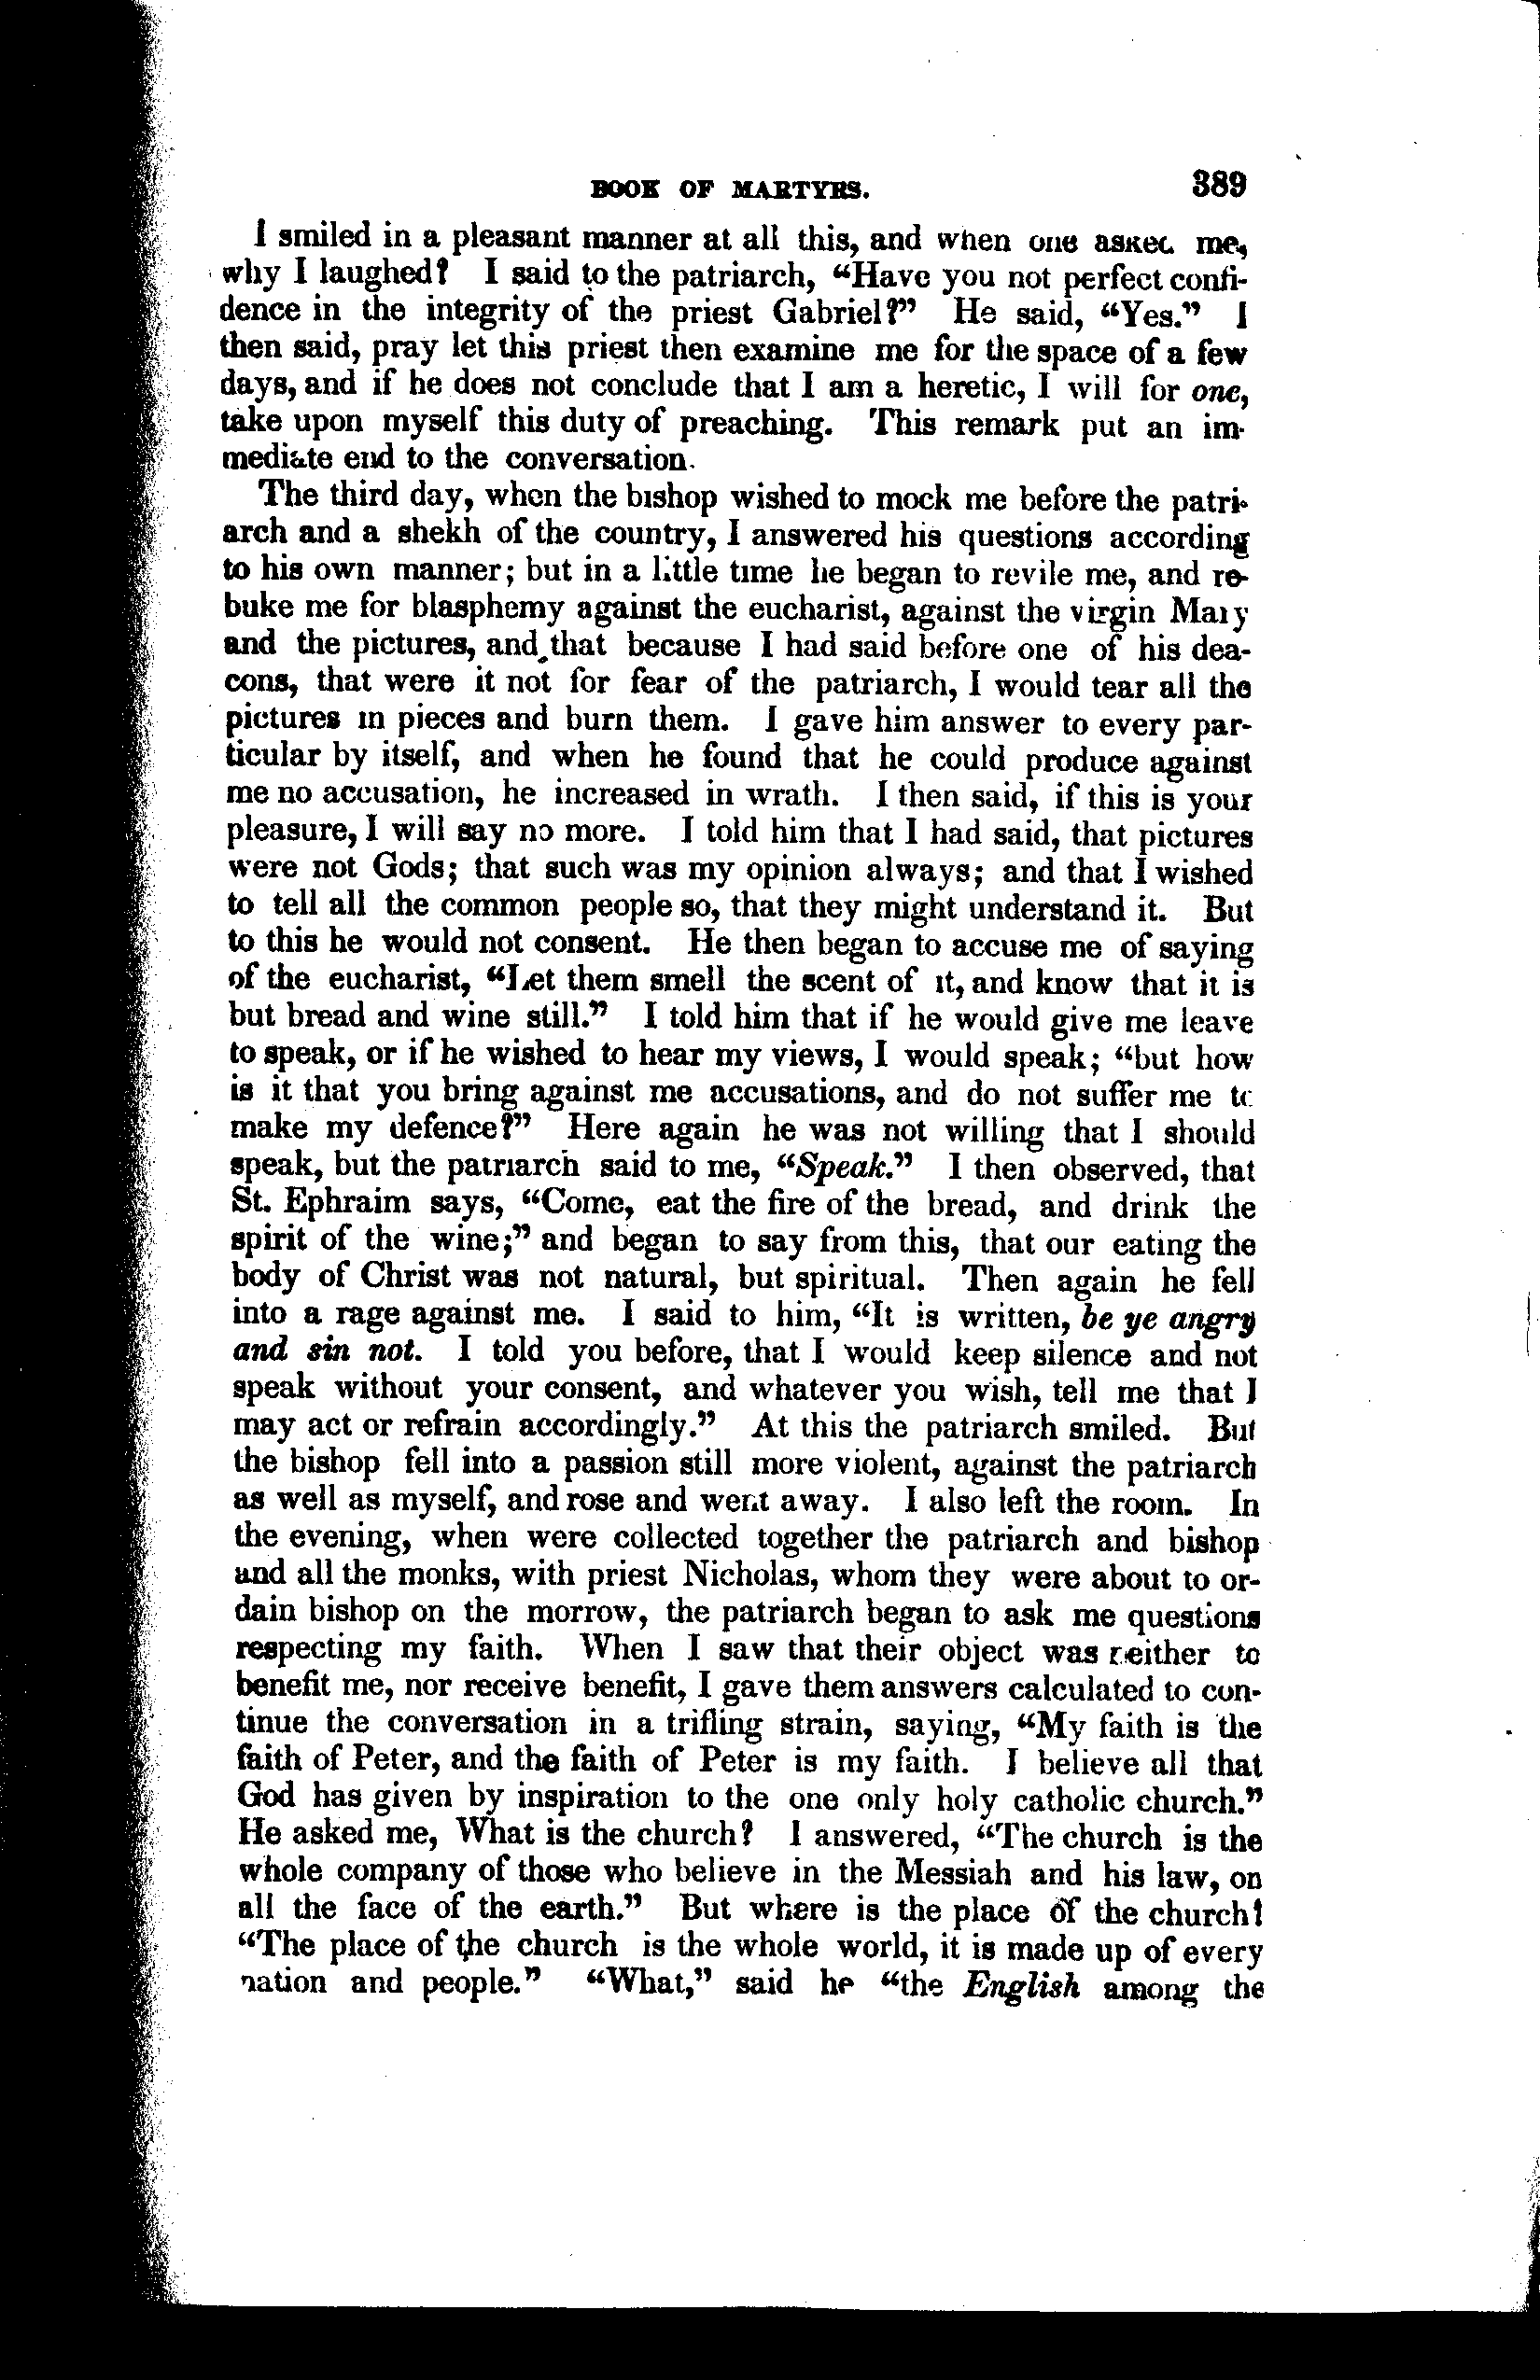 BOOK OF MARTYRS. 389
I smiled in a pleasant manner at all this, and when one asked me,
why I laughed? I said to the patriarch, “Have you not perfect confi-
dence in the integrity of the priest Gabriel?” He said, “Yes.” I
then said, pray let this priest then examine me for the space of a few
days, and if he does not conclude that I am a heretic, I will for one,
take upon myself this duty of preaching. This remark put an im-
mediate end to the conversation.
The third day, when the bishop wished to mock me before the patri-
arch and a shekh of the country, I answered his questions according
to his own manner; but in a little time he began to revile me, and re-
buke me for blasphemy against the eucharist, against the virgin Mary
and the pictures, and that because I had said before one of his dea-
cons, that were it not for fear of the patriarch, I would tear all the
pictures in pieces and burn them. I gave him answer to every par-
ticular by itself, and when he found that he could produce against
me no accusation, he increased in wrath. I then said, if this is your
pleasure, I will say no more. I told him that I had said, that pictures
were not Gods; that such was my opinion always; and that I wished
to tell all the common people so, that they might understand it. But
to this he would not consent. He then began to accuse me of saying
of the eucharist, “Let them smell the scent of it, and know that it is
but bread and wine still.” I told him that if he would give me leave
to speak, or if he wished to hear my views, I would speak; “but how
is it that you bring against me accusations, and do not suffer me to
make my defence?” Here again he was not willing that I should
speak, but the patriarch said to me, “Speak.” I then observed, that
St. Ephraim says, “Come, eat the fire of the bread, and drink the
spirit of the wine;” and began to say from this, that our eating the
body of Christ was not natural, but spiritual. Then again he fell
into a rage against me. I said to him, “It is written, be ye angry
and sin not. I told you before, that I would keep silence and not
speak without your consent, and whatever you wish, tell me that I
may act or refrain accordingly.” At this the patriarch smiled. But
the bishop fell into a passion still more violent, against the patriarch
as well as myself, and rose and went away. I also left the room. In
the evening, when were collected together the patriarch and bishop
and all the monks, with priest Nicholas, whom they were about to or-
dain bishop on the morrow, the patriarch began to ask me questions
respecting my faith. When I saw that their object was neither to
benefit me, nor receive benefit, I gave them answers calculated to con-
tinue the conversation in a trifling strain, saying, “My faith is the
faith of Peter, and the faith of Peter is my faith. I believe all that
God has given by inspiration to the one only holy catholic church.”
He asked me, What is the church? I answered, “The church is the
whole company of those who believe in the Messiah and his law, on
all the face of the earth.” But where is the place of the church?
“The place of the church is the whole world, it is made up of every
nation and people.” “What,” said he “the English among the